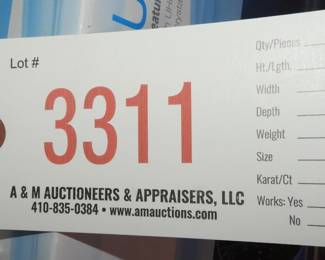 Lot #
3311
A & M AUCTIONEERS & APPRAISERS, LLC
410-835-0384 • www.amauctions.com
Qty/Pieces
Ht./Lgth.
Width
Depth
Weight
Size
Karat/Ct
Works: Yes
No